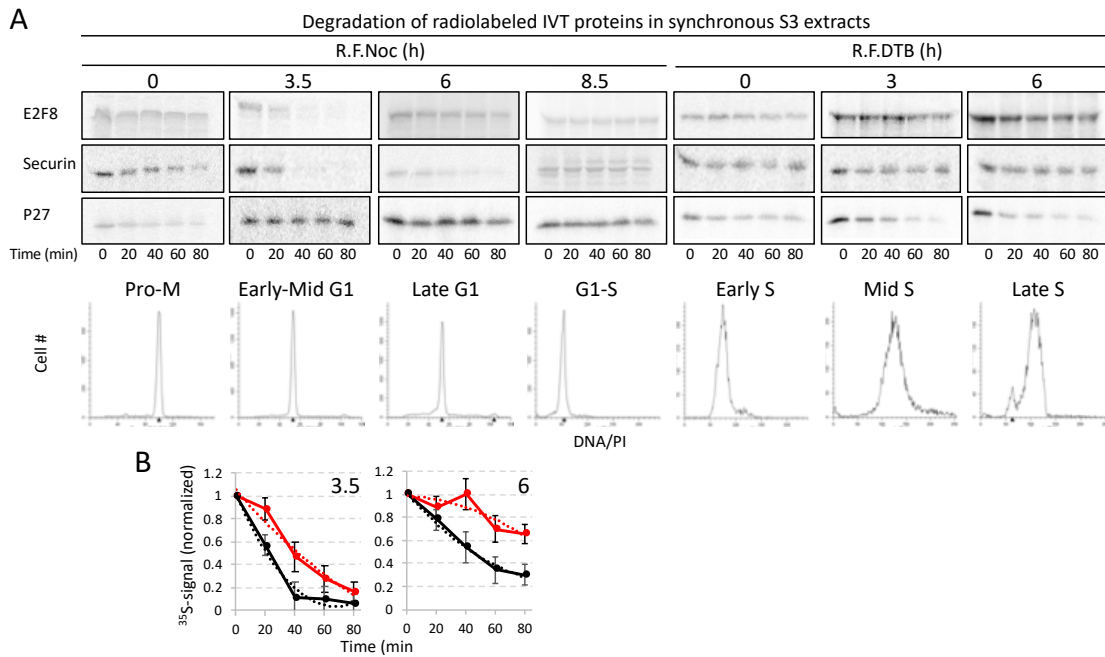 A
Degradation of radiolabeled IVT proteins in synchronous S3 extracts
R.F.Noc (h) R.F.DTB (h)
0 3.5 6 8.5 0 3 6
E2F8
Securin
P27
Time (min) 0 20 40 60 80 0 20 40 60 80 0 20 40 60 80 0 20 40 60 80 0 20 40 60 80 0 20 40 60 80 0 20 40 60 80
Pro-M Early-Mid G1 Late G1 G1-S Early S Mid S Late S
Cell #
DNA/PI
B
3.5 6
1.2 1.2
1 1
0.8 0.8
0.6 0.6
0.4 0.4
0.2 0.2
0 0
0 20 40 60 80 0 20 40 60 80
³⁵S-signal (normalized)
Time (min